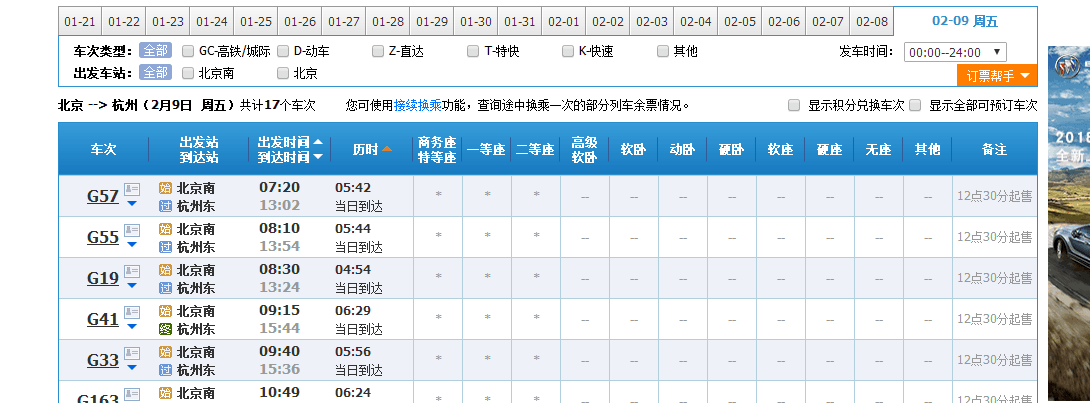 01-21 01-22 01-23 01-24 01-25 01-26 01-27 01-28 01-29 01-30 01-31 02-01 02-02 02-03 02-04 02-05 02-06 02-07 02-08 02-09 周五
车次类型： 全部 GC-高铁/城际 D-动车 Z-直达 T-特快 K-快速 其他 发车时间： 00:00--24:00
出发车站： 全部 北京南 北京
订票帮手
北京 --> 杭州（2月9日 周五）共计17个车次 您可使用接续换乘功能，查询途中换乘一次的部分列车余票情况。 显示积分兑换车次 显示全部可预订车次
车次 出发站 到达站 出发时间 到达时间 历时 商务座 特等座 一等座 二等座 高级 软卧 软卧 动卧 硬卧 软座 硬座 无座 其他 备注
G57 始 北京南 07:20 05:42 * * * -- -- -- -- -- -- -- -- 12点30分起售
过 杭州东 13:02 当日到达
G55 始 北京南 08:10 05:44 * * * -- -- -- -- -- -- -- -- 12点30分起售
过 杭州东 13:54 当日到达
G19 始 北京南 08:30 04:54 * * * -- -- -- -- -- -- -- -- 12点30分起售
过 杭州东 13:24 当日到达
G41 始 北京南 09:15 06:29 * * * -- -- -- -- -- -- -- -- 12点30分起售
终 杭州东 15:44 当日到达
G33 始 北京南 09:40 05:56 * * * -- -- -- -- -- -- -- -- 12点30分起售
过 杭州东 15:36 当日到达
G163 始 北京南 10:49 06:24 * * * -- -- -- -- -- -- -- -- 12点30分起售
2018
全新